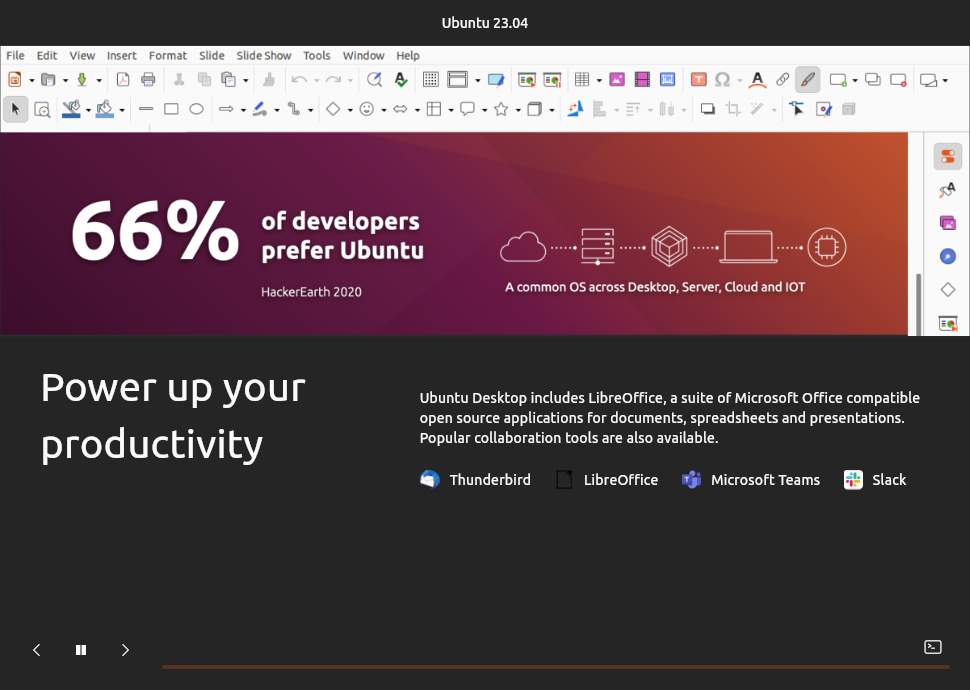 Ubuntu 23.04
File Edit View Insert Format Slide Slide Show Tools Window Help
66%
of developers
prefer Ubuntu
HackerEarth 2020
A common OS across Desktop, Server, Cloud and IOT
Power up your
productivity
Ubuntu Desktop includes LibreOffice, a suite of Microsoft Office compatible
open source applications for documents, spreadsheets and presentations.
Popular collaboration tools are also available.
Thunderbird LibreOffice Microsoft Teams Slack